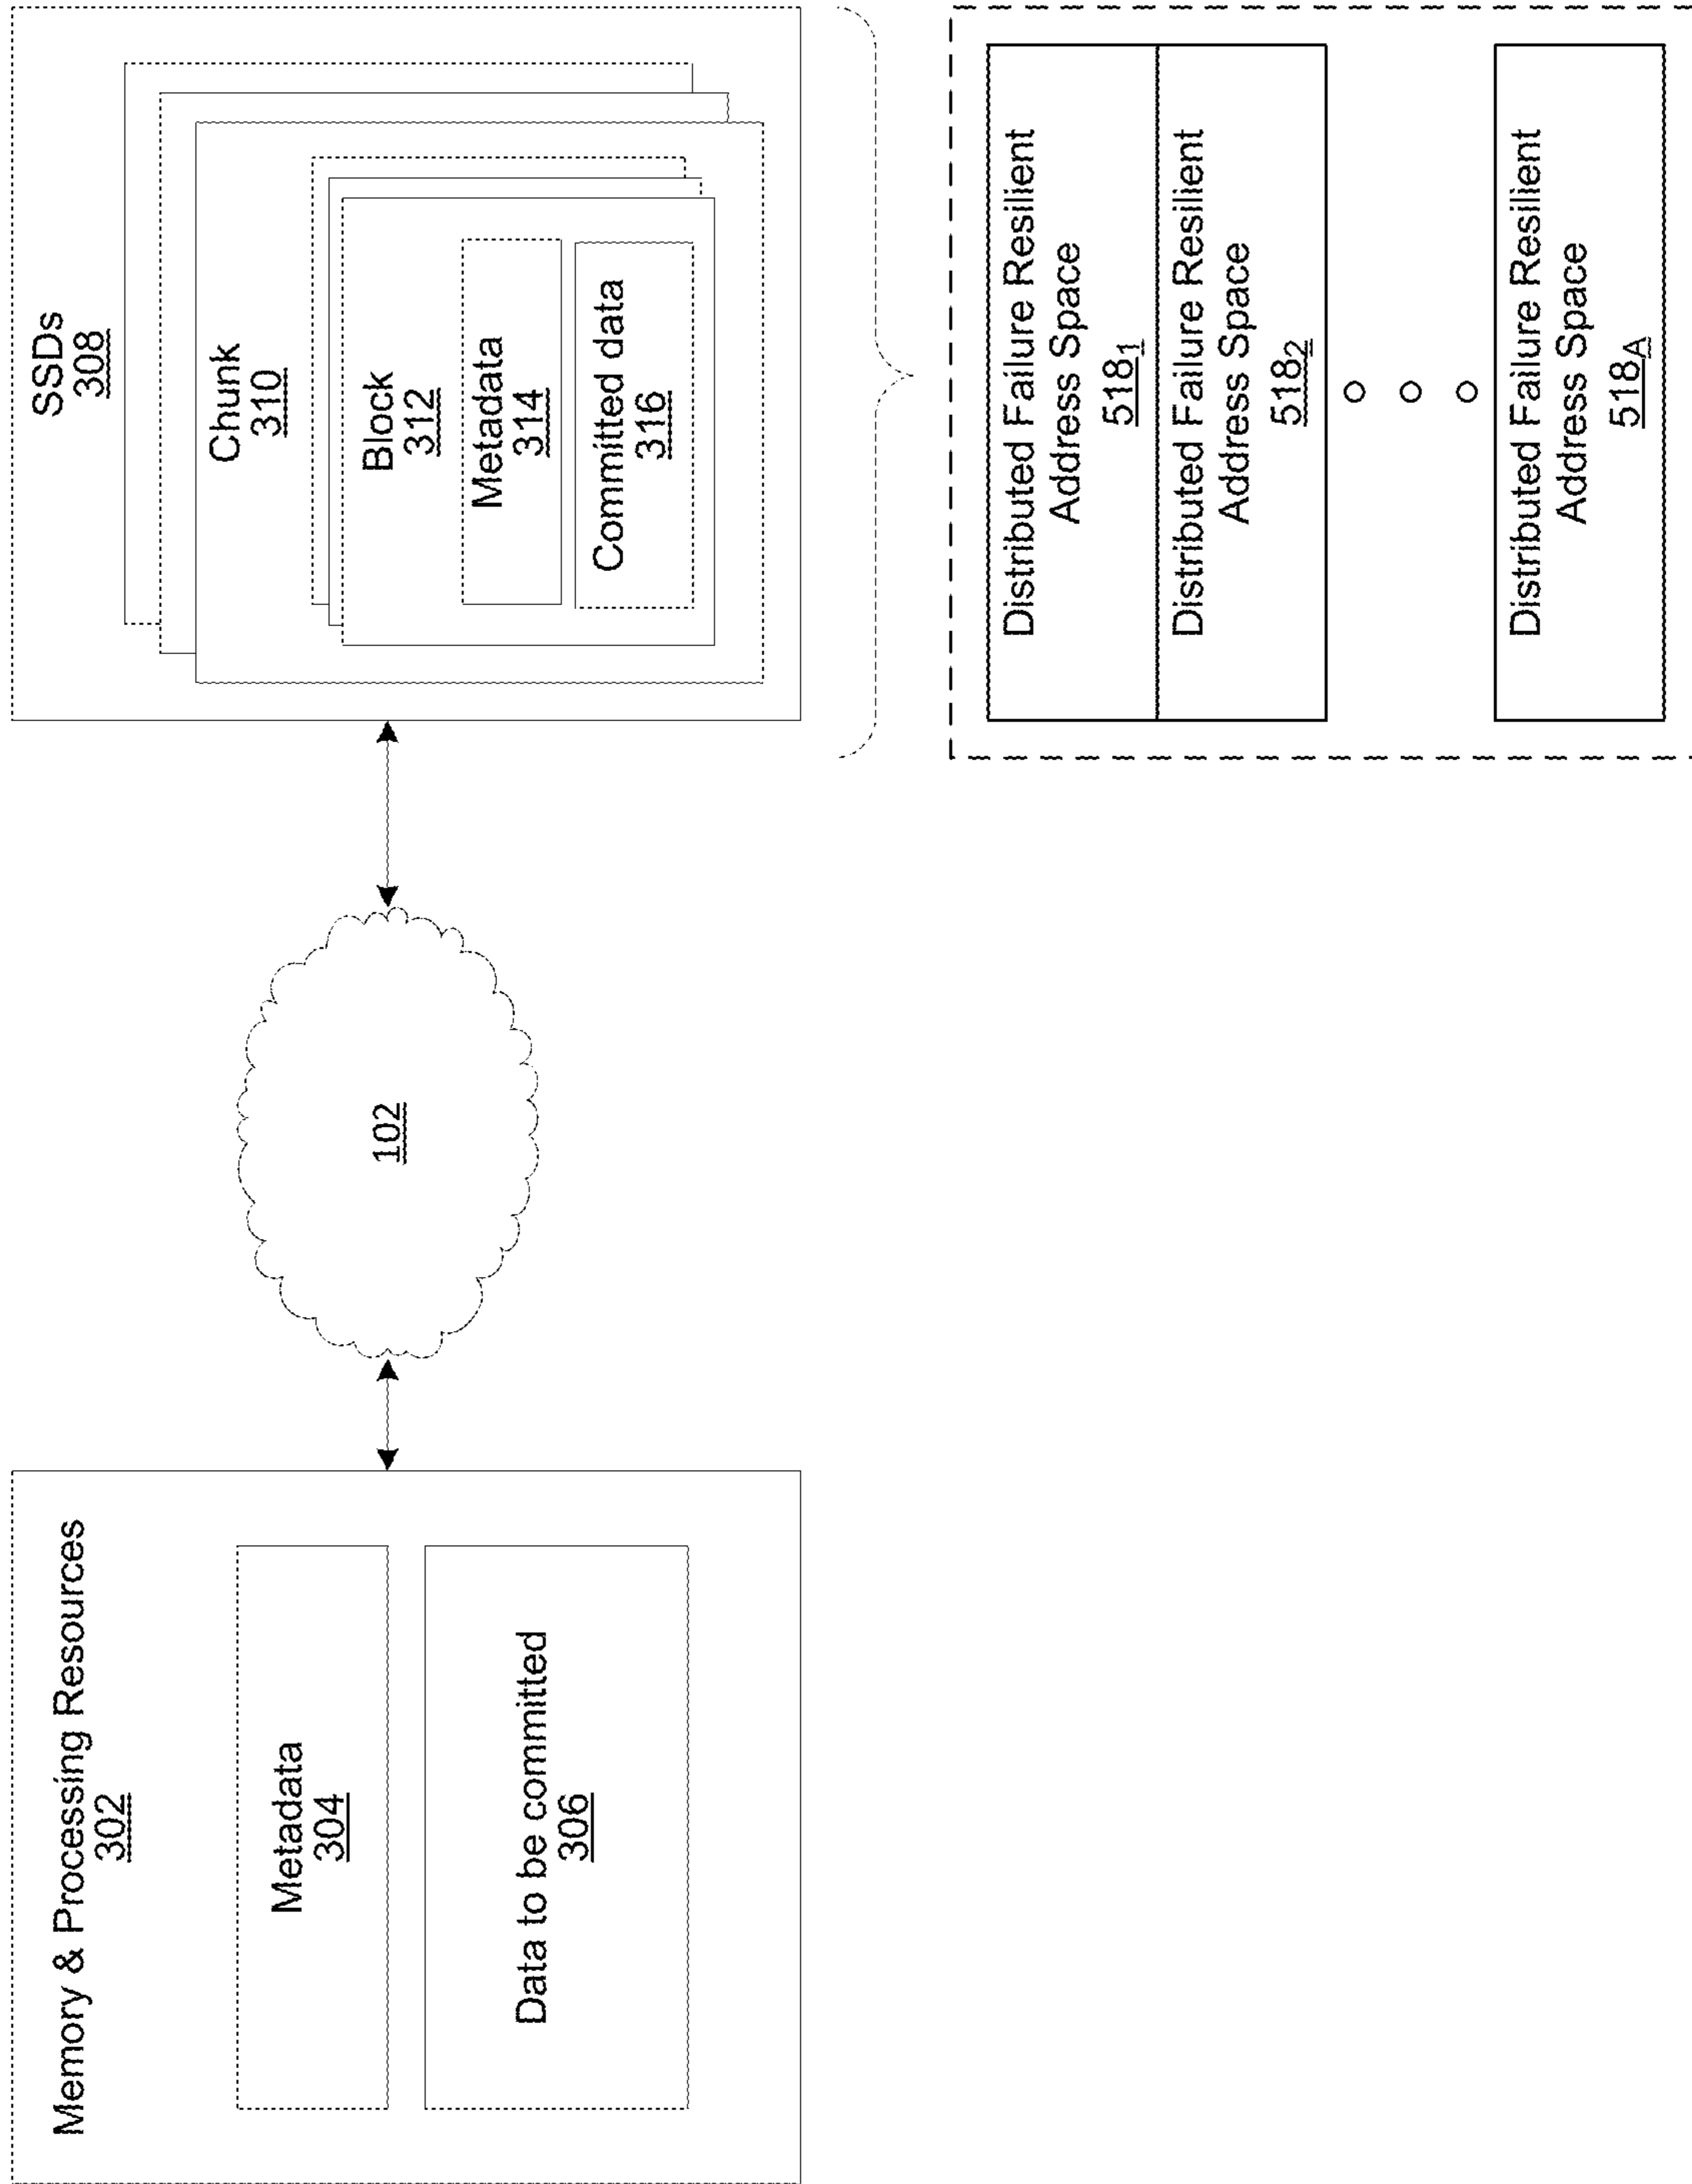 Memory & Processing Resources
302
Metadata
304
Data to be committed
306
102
SSDs
308
Chunk
310
Block
312
Metadata
314
Committed data
316
Distributed Failure Resilient
Address Space
518₁
Distributed Failure Resilient
Address Space
518₂
Distributed Failure Resilient
Address Space
518A